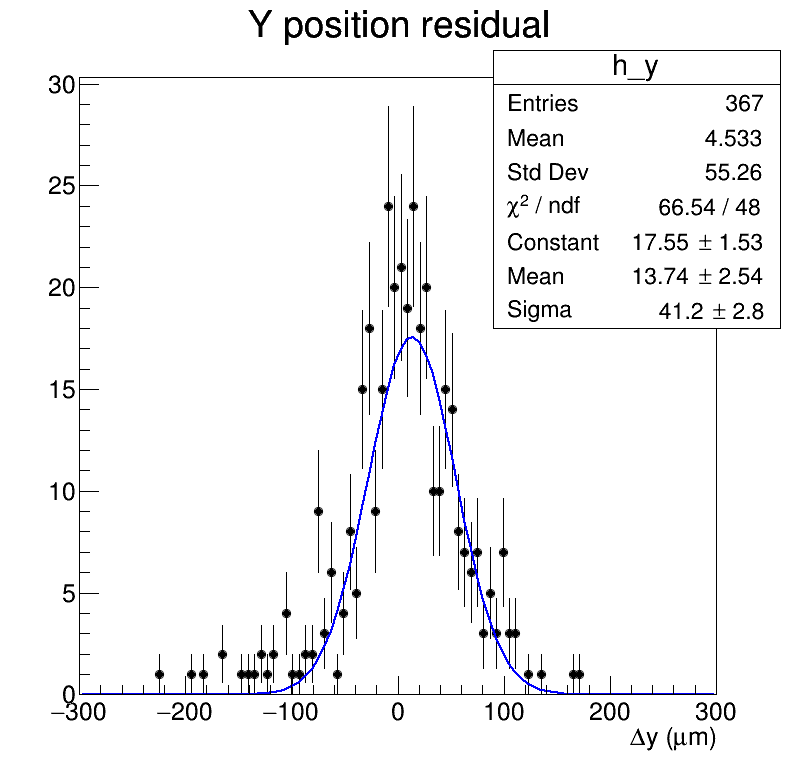 Y position residual
h_y
Entries 367
Mean 4.533
Std Dev 55.26
χ² / ndf 66.54 / 48
Constant 17.55 ± 1.53
Mean 13.74 ± 2.54
Sigma 41.2 ± 2.8
30
25
20
15
10
5
0
−300 −200 −100 0 100 200 300
Δy (μm)